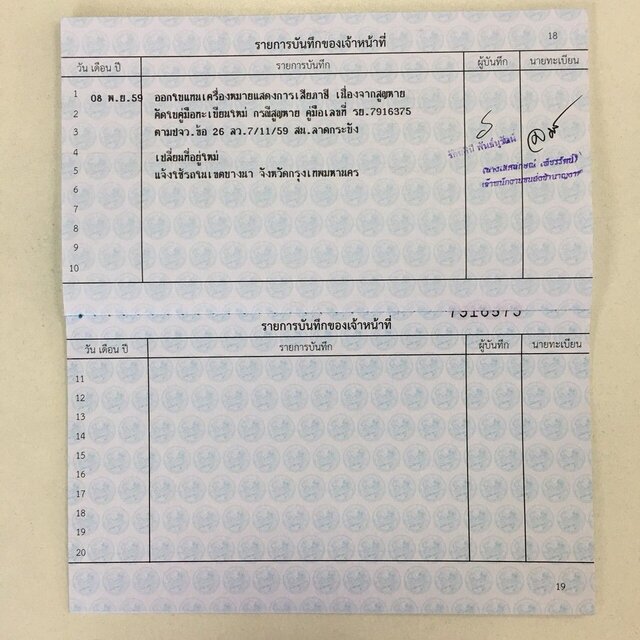 18
รายการบันทึกของเจ้าหน้าที่
วัน เดือน ปี รายการบันทึก ผู้บันทึก นายทะเบียน
1 08 พ.ย.59 ออกใบแทนเครื่องหมายแสดงการเสียภาษี เนื่องจากสูญหาย
2 คัดใบคู่มือทะเบียนใหม่ กรณีสูญหาย คู่มือเลขที่ รย.7916375
3 ตามปจว.ข้อ 26 ลว.7/11/59 สน.ลาดกระบัง
4 เปลี่ยนที่อยู่ใหม่
5 แจ้งใช้รถในเขตบางนา จังหวัดกรุงเทพมหานคร
6
7
8
9
10
7916375
รายการบันทึกของเจ้าหน้าที่
วัน เดือน ปี รายการบันทึก ผู้บันทึก นายทะเบียน
11
12
13
14
15
16
17
18
19
20
19